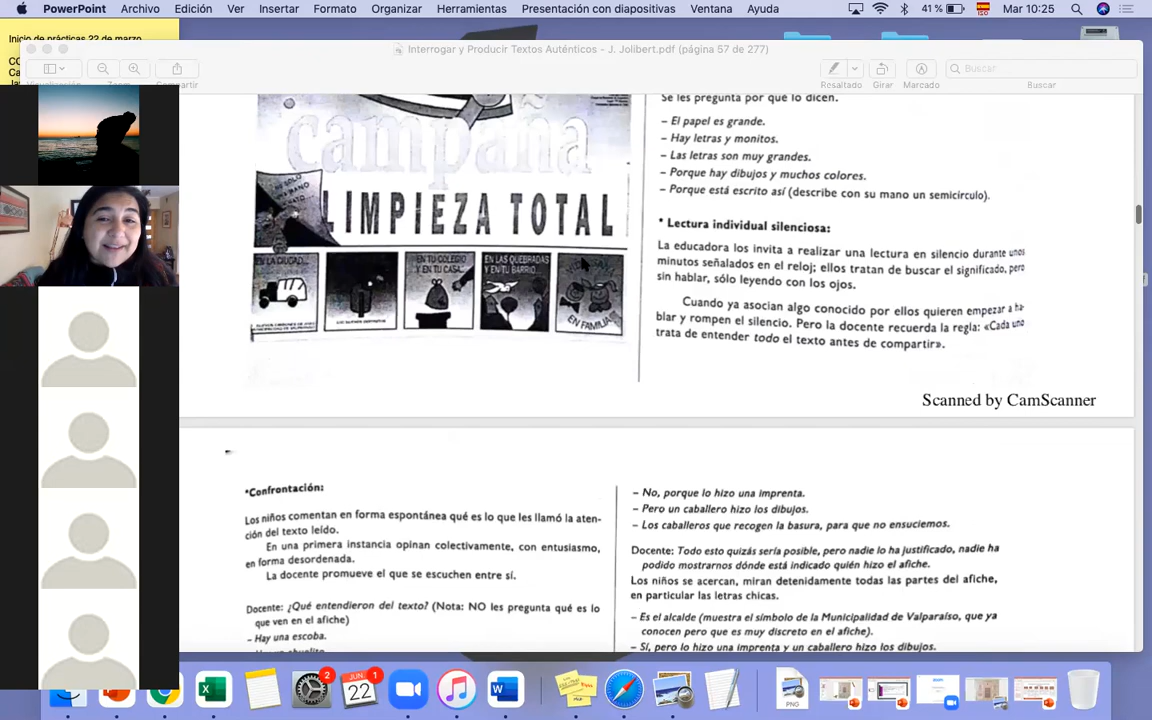 PowerPoint Archivo Edición Ver Insertar Formato Organizar Herramientas Presentación con diapositivas Ventana Ayuda 41 % Mar 10:25
Inicio de prácticas 22 de marzo
Interrogar y Producir Textos Auténticos - J. Jolibert.pdf (página 57 de 277)
Buscar
Compartir
Resaltado Girar Marcado Buscar
campaña
LIMPIEZA TOTAL
EN LA CIUDAD...
EN TU COLEGIO
Y EN TU CASA...
EN LAS QUEBRADAS
Y EN TU BARRIO...
EN FAMILIA
Se les pregunta por qué lo dicen.
– El papel es grande.
– Hay letras y monitos.
– Las letras son muy grandes.
– Porque hay dibujos y muchos colores.
– Porque está escrito así (describe con su mano un semicírculo).
* Lectura individual silenciosa:
La educadora los invita a realizar una lectura en silencio durante unos
minutos señalados en el reloj; ellos tratan de buscar el significado, pero
sin hablar, sólo leyendo con los ojos.
Cuando ya asocian algo conocido por ellos quieren empezar a ha-
blar y rompen el silencio. Pero la docente recuerda la regla: «Cada uno
trata de entender todo el texto antes de compartir».
Scanned by CamScanner
*Confrontación:
Los niños comentan en forma espontánea qué es lo que les llamó la aten-
ción del texto leído.
En una primera instancia opinan colectivamente, con entusiasmo,
en forma desordenada.
La docente promueve el que se escuchen entre sí.
Docente: ¿Qué entendieron del texto? (Nota: NO les pregunta qué es lo
que ven en el afiche)
– Hay una escoba.
– No, porque lo hizo una imprenta.
– Pero un caballero hizo los dibujos.
– Los caballeros que recogen la basura, para que no ensuciemos.
Docente: Todo esto quizás sería posible, pero nadie lo ha justificado, nadie ha
podido mostrarnos dónde está indicado quién hizo el afiche.
Los niños se acercan, miran detenidamente todas las partes del afiche,
en particular las letras chicas.
– Es el alcalde (muestra el símbolo de la Municipalidad de Valparaíso, que ya
conocen pero que es muy discreto en el afiche).
– Sí, pero lo hizo una imprenta y un caballero hizo los dibujos.
2
JUN.
22
1
PNG